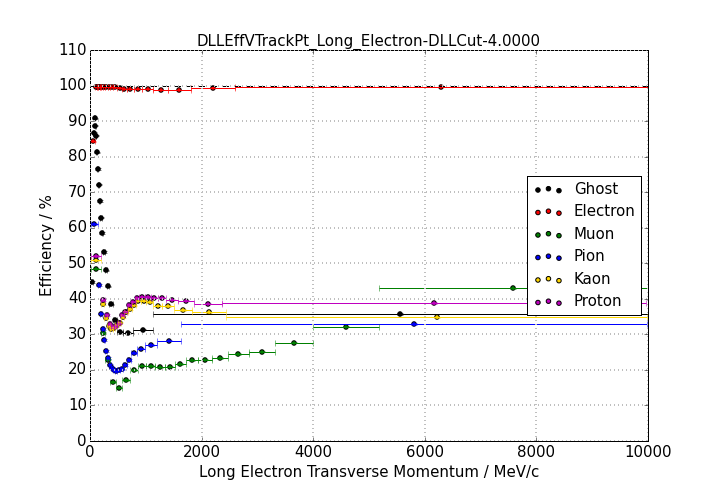 DLLEffVTrackPt_Long_Electron-DLLCut-4.0000
110
100
90
80
70
60
50
40
30
20
10
0
Efficiency / %
Ghost
Electron
Muon
Pion
Kaon
Proton
0 2000 4000 6000 8000 10000
Long Electron Transverse Momentum / MeV/c